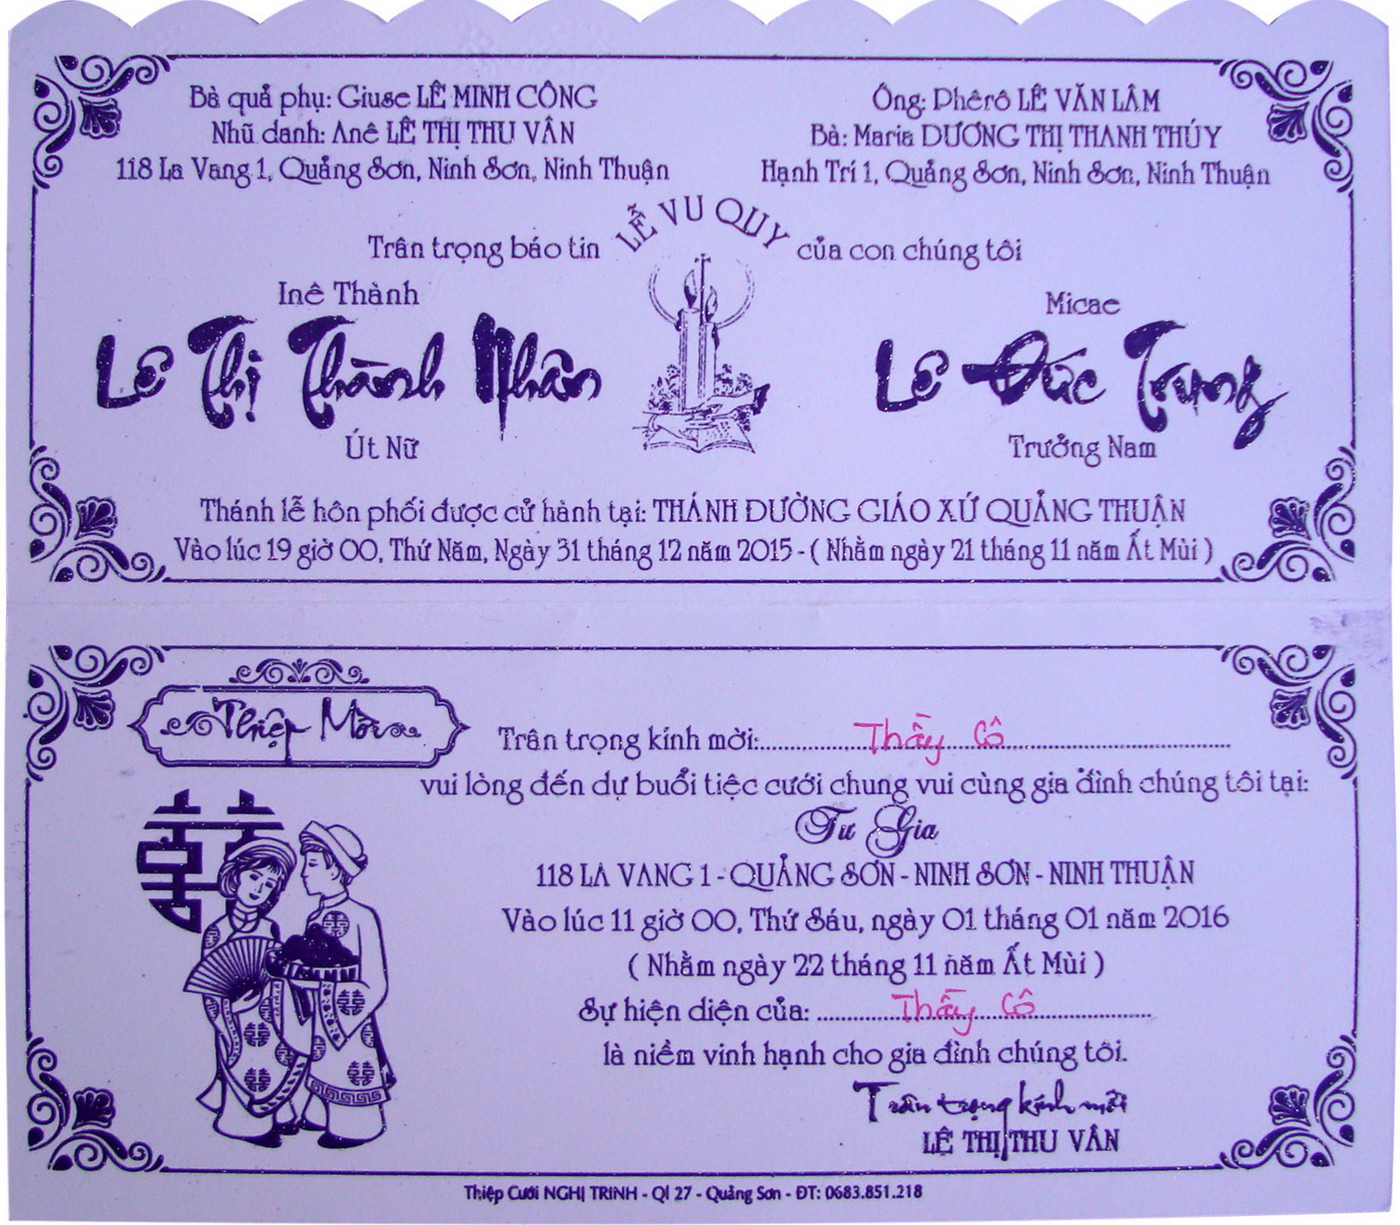 Bà quả phụ: Giuse LÊ MINH CÔNG
Nhũ danh: Anê LÊ THỊ THU VÂN
118 La Vang 1, Quảng Sơn, Ninh Sơn, Ninh Thuận
Ông: Phêrô LÊ VĂN LÂM
Bà: Maria DƯƠNG THỊ THANH THÚY
Hạnh Trí 1, Quảng Sơn, Ninh Sơn, Ninh Thuận
Trân trọng báo tin LỄ VU QUY của con chúng tôi
Inê Thành
Lê Thị Thành Nhân
Út Nữ
Micae
Lê Đức Trung
Trưởng Nam
Thánh lễ hôn phối được cử hành tại: THÁNH ĐƯỜNG GIÁO XỨ QUẢNG THUẬN
Vào lúc 19 giờ 00, Thứ Năm, Ngày 31 tháng 12 năm 2015 - ( Nhằm ngày 21 tháng 11 năm Ất Mùi )
Thiệp Mời
Trân trọng kính mời: Thầy Cô
vui lòng đến dự buổi tiệc cưới chung vui cùng gia đình chúng tôi tại:
Tư Gia
118 LA VANG 1 - QUẢNG SƠN - NINH SƠN - NINH THUẬN
Vào lúc 11 giờ 00, Thứ Sáu, ngày 01 tháng 01 năm 2016
( Nhằm ngày 22 tháng 11 năm Ất Mùi )
Sự hiện diện của: Thầy Cô
là niềm vinh hạnh cho gia đình chúng tôi.
Trân trọng kính mời
LÊ THỊ THU VÂN
囍
Thiệp Cưới NGHỊ TRINH - Ql 27 - Quảng Sơn - ĐT: 0683.851.218